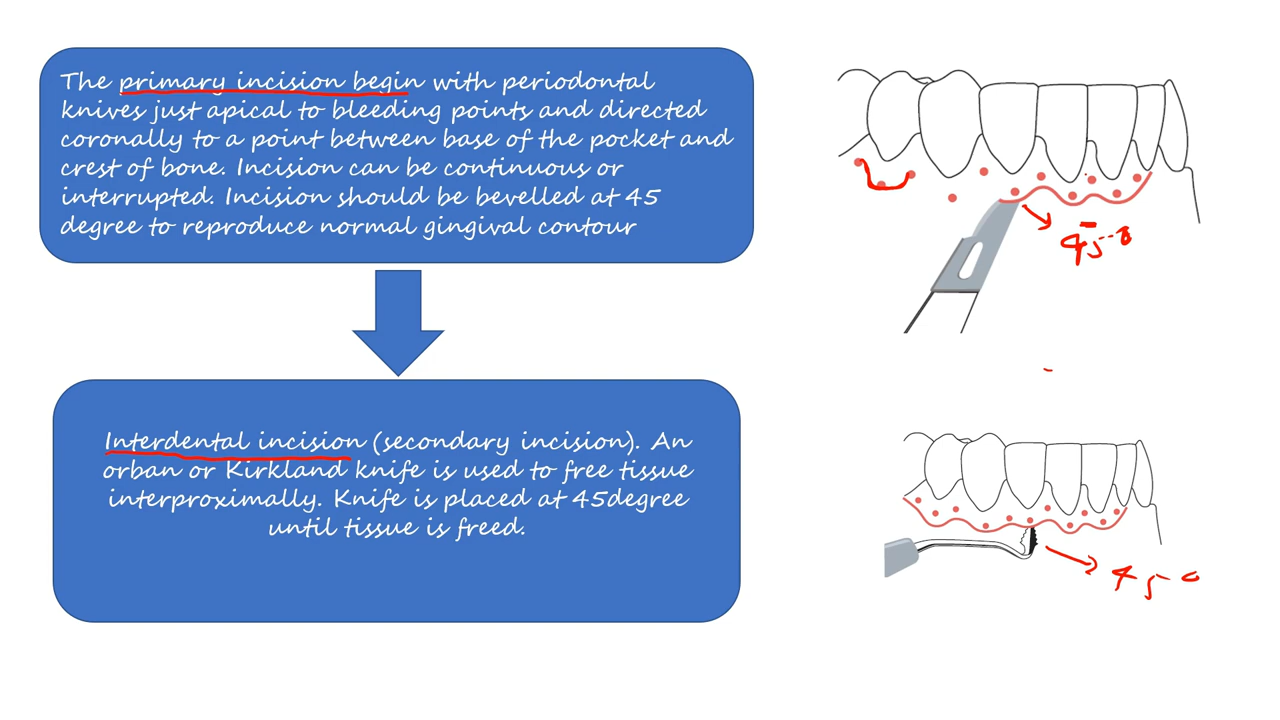 The primary incision begin with periodontal
knives just apical to bleeding points and directed
coronally to a point between base of the pocket and
crest of bone. Incision can be continuous or
interrupted. Incision should be bevelled at 45
degree to reproduce normal gingival contour
45°
Interdental incision (secondary incision). An
orban or Kirkland knife is used to free tissue
interproximally. Knife is placed at 45degree
until tissue is freed.
45°